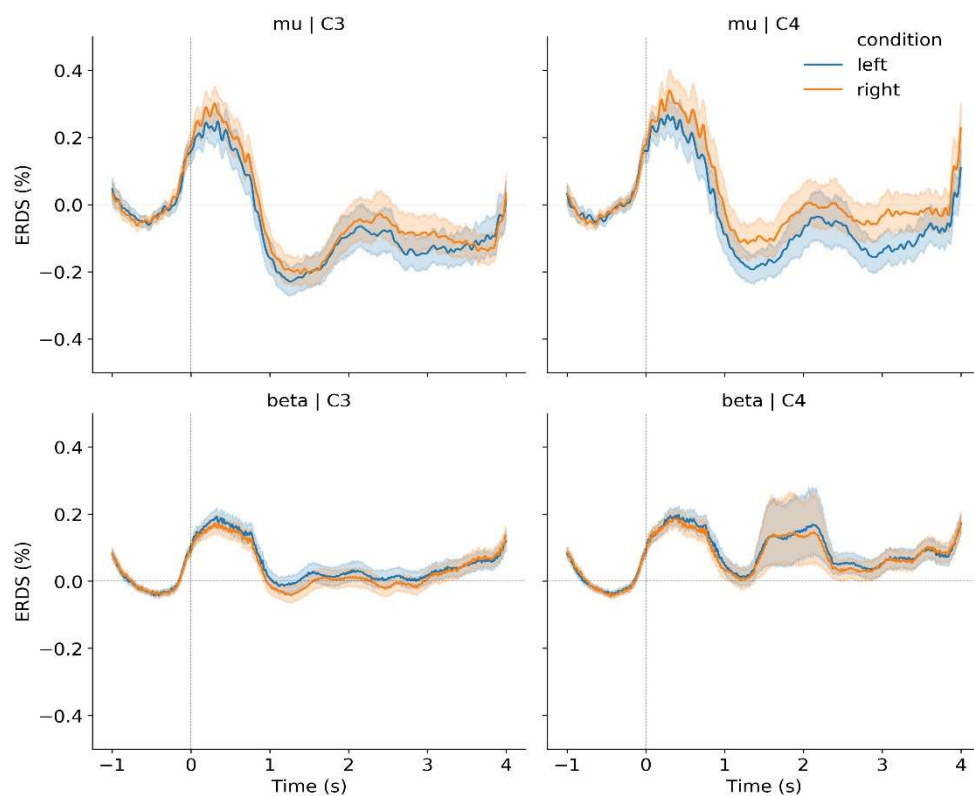 mu | C3
mu | C4
condition
left
right
ERDS (%)
0.4
0.2
0.0
−0.2
−0.4
beta | C3
beta | C4
ERDS (%)
0.4
0.2
0.0
−0.2
−0.4
−1 0 1 2 3 4
−1 0 1 2 3 4
Time (s)
Time (s)